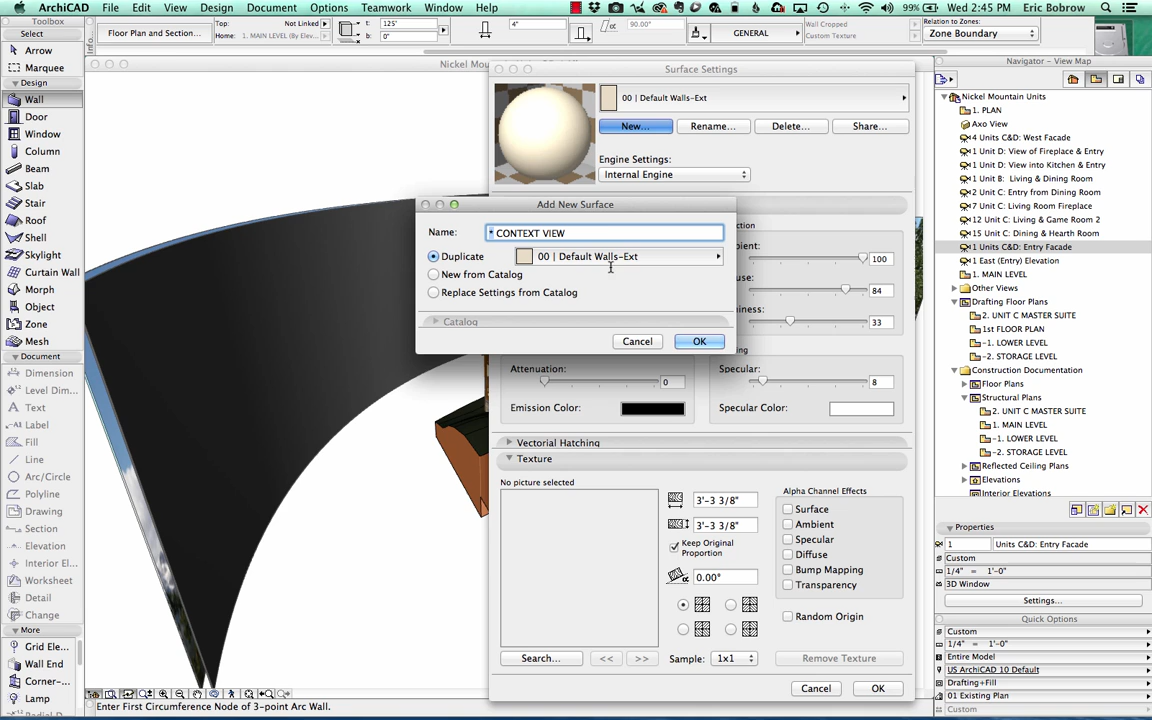 ArchiCAD File Edit View Design Document Options Teamwork Window Help 99% Wed 2:45 PM Eric Bobrow
Toolbox
Select
Arrow
Marquee
Design
Wall
Door
Window
Column
Beam
Slab
Stair
Roof
Shell
Skylight
Curtain Wall
Morph
Object
Zone
Mesh
Document
Dimension
Level Dim...
Text
Label
Fill
Line
Arc/Circle
Polyline
Drawing
Section
Elevation
Interior El...
Worksheet
Detail
Change
More
Grid Ele...
Wall End
Corner-...
Lamp
Floor Plan and Section...
Top: Not Linked
Home: 1. MAIN LEVEL (By Elev...
t: 125"
b: 0"
4"
90.00°
GENERAL
Wall Cropped
Custom Texture
Relation to Zones:
Zone Boundary
Nickel Mou
Surface Settings
00 | Default Walls-Ext
New... Rename... Delete... Share...
Engine Settings:
Internal Engine
Add New Surface
Name: * CONTEXT VIEW
Duplicate 00 | Default Walls-Ext
New from Catalog
Replace Settings from Catalog
Catalog
Cancel OK
ction
bient: 100
use: 84
niness: 33
ing
Attenuation: 0
Specular: 8
Emission Color:
Specular Color:
Vectorial Hatching
Texture
No picture selected
3'-3 3/8"
3'-3 3/8"
Keep Original Proportion
0.00°
Alpha Channel Effects
Surface
Ambient
Specular
Diffuse
Bump Mapping
Transparency
Random Origin
Search... << >> Sample: 1x1 Remove Texture
Cancel OK
Enter First Circumference Node of 3-point Arc Wall.
Navigator - View Map
Nickel Mountain Units
1. PLAN
Axo View
4 Units C&D: West Facade
1 Unit D: View of Fireplace & Entry
1 Unit D: View into Kitchen & Entry
1 Unit B: Living & Dining Room
2 Unit C: Entry from Dining Room
7 Unit C: Living Room Fireplace
12 Unit C: Living & Game Room 2
15 Unit C: Dining & Hearth Room
1 Units C&D: Entry Facade
1 East (Entry) Elevation
1. MAIN LEVEL
Other Views
Drafting Floor Plans
2. UNIT C MASTER SUITE
1st FLOOR PLAN
-1. LOWER LEVEL
-2. STORAGE LEVEL
Construction Documentation
Floor Plans
Structural Plans
2. UNIT C MASTER SUITE
1. MAIN LEVEL
-1. LOWER LEVEL
-2. STORAGE LEVEL
Reflected Ceiling Plans
Elevations
Interior Elevations
Properties
1 Units C&D: Entry Facade
Custom
1/4" = 1'-0"
3D Window
Settings...
Quick Options
Custom
1/4" = 1'-0"
Entire Model
US ArchiCAD 10 Default
Drafting+Fill
01 Existing Plan
Custom